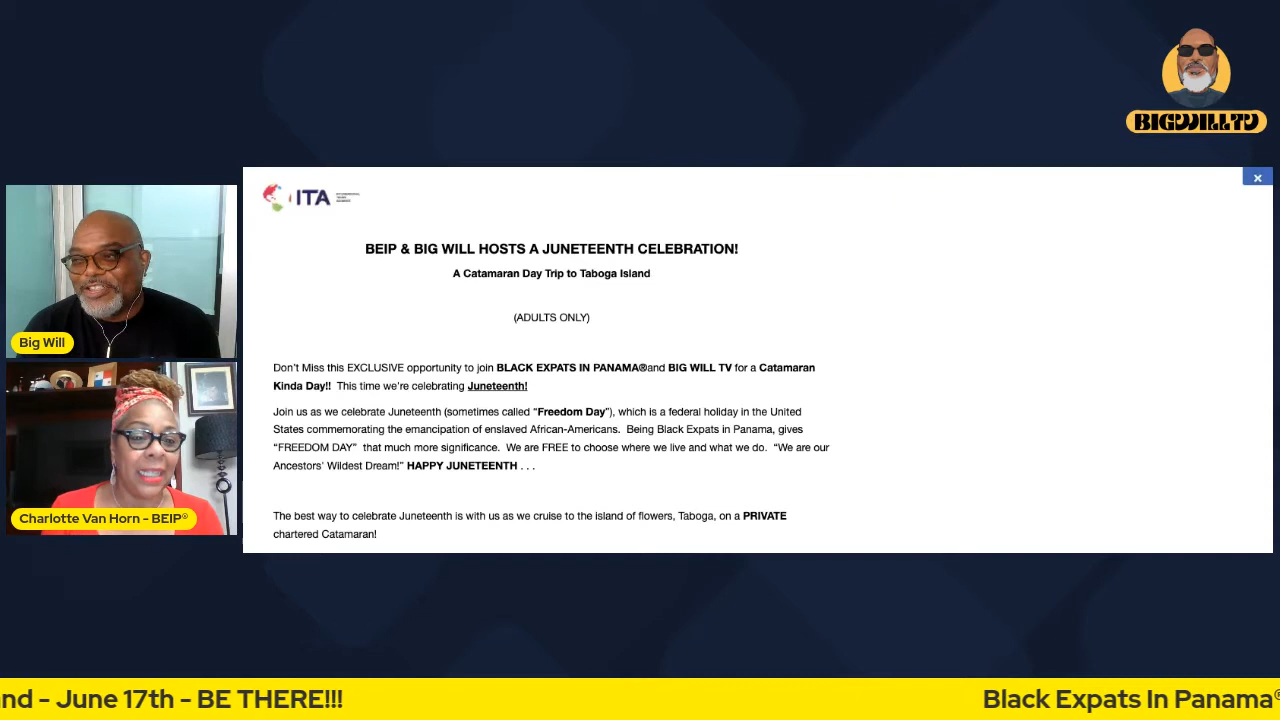 BIGWILLTV
ITA
BEIP & BIG WILL HOSTS A JUNETEENTH CELEBRATION!
A Catamaran Day Trip to Taboga Island
(ADULTS ONLY)
Don't Miss this EXCLUSIVE opportunity to join BLACK EXPATS IN PANAMA®and BIG WILL TV for a Catamaran
Kinda Day!! This time we're celebrating Juneteenth!
Join us as we celebrate Juneteenth (sometimes called “Freedom Day”), which is a federal holiday in the United
States commemorating the emancipation of enslaved African-Americans. Being Black Expats in Panama, gives
“FREEDOM DAY” that much more significance. We are FREE to choose where we live and what we do. “We are our
Ancestors’ Wildest Dream!” HAPPY JUNETEENTH . . .
The best way to celebrate Juneteenth is with us as we cruise to the island of flowers, Taboga, on a PRIVATE
chartered Catamaran!
Big Will
Charlotte Van Horn - BEIP®
nd - June 17th - BE THERE!!! Black Expats In Panama®